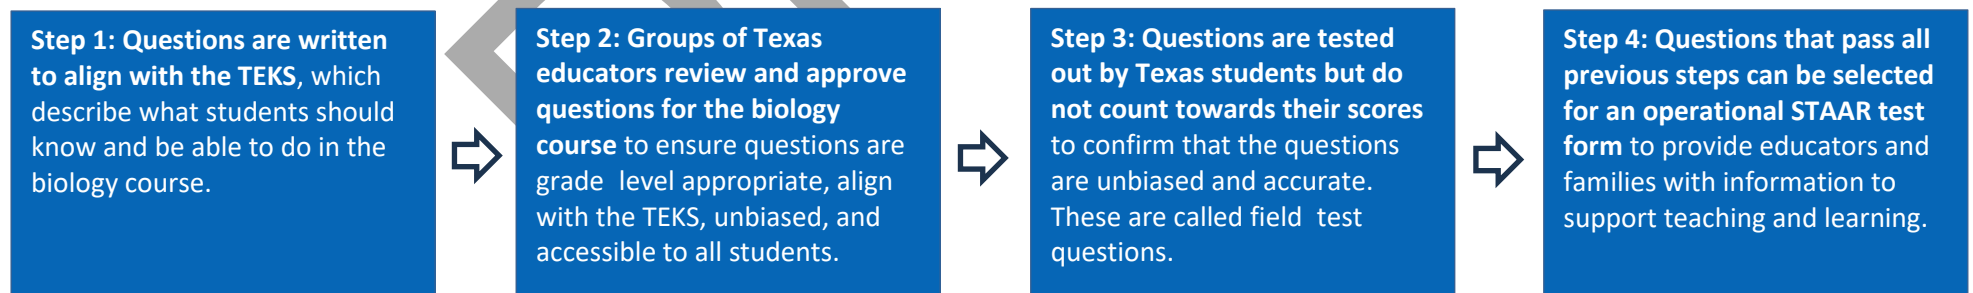 Step 1: Questions are written
to align with the TEKS, which
describe what students should
know and be able to do in the
biology course.
Step 2: Groups of Texas
educators review and approve
questions for the biology
course to ensure questions are
grade level appropriate, align
with the TEKS, unbiased, and
accessible to all students.
Step 3: Questions are tested
out by Texas students but do
not count towards their scores
to confirm that the questions
are unbiased and accurate.
These are called field test
questions.
Step 4: Questions that pass all
previous steps can be selected
for an operational STAAR test
form to provide educators and
families with information to
support teaching and learning.